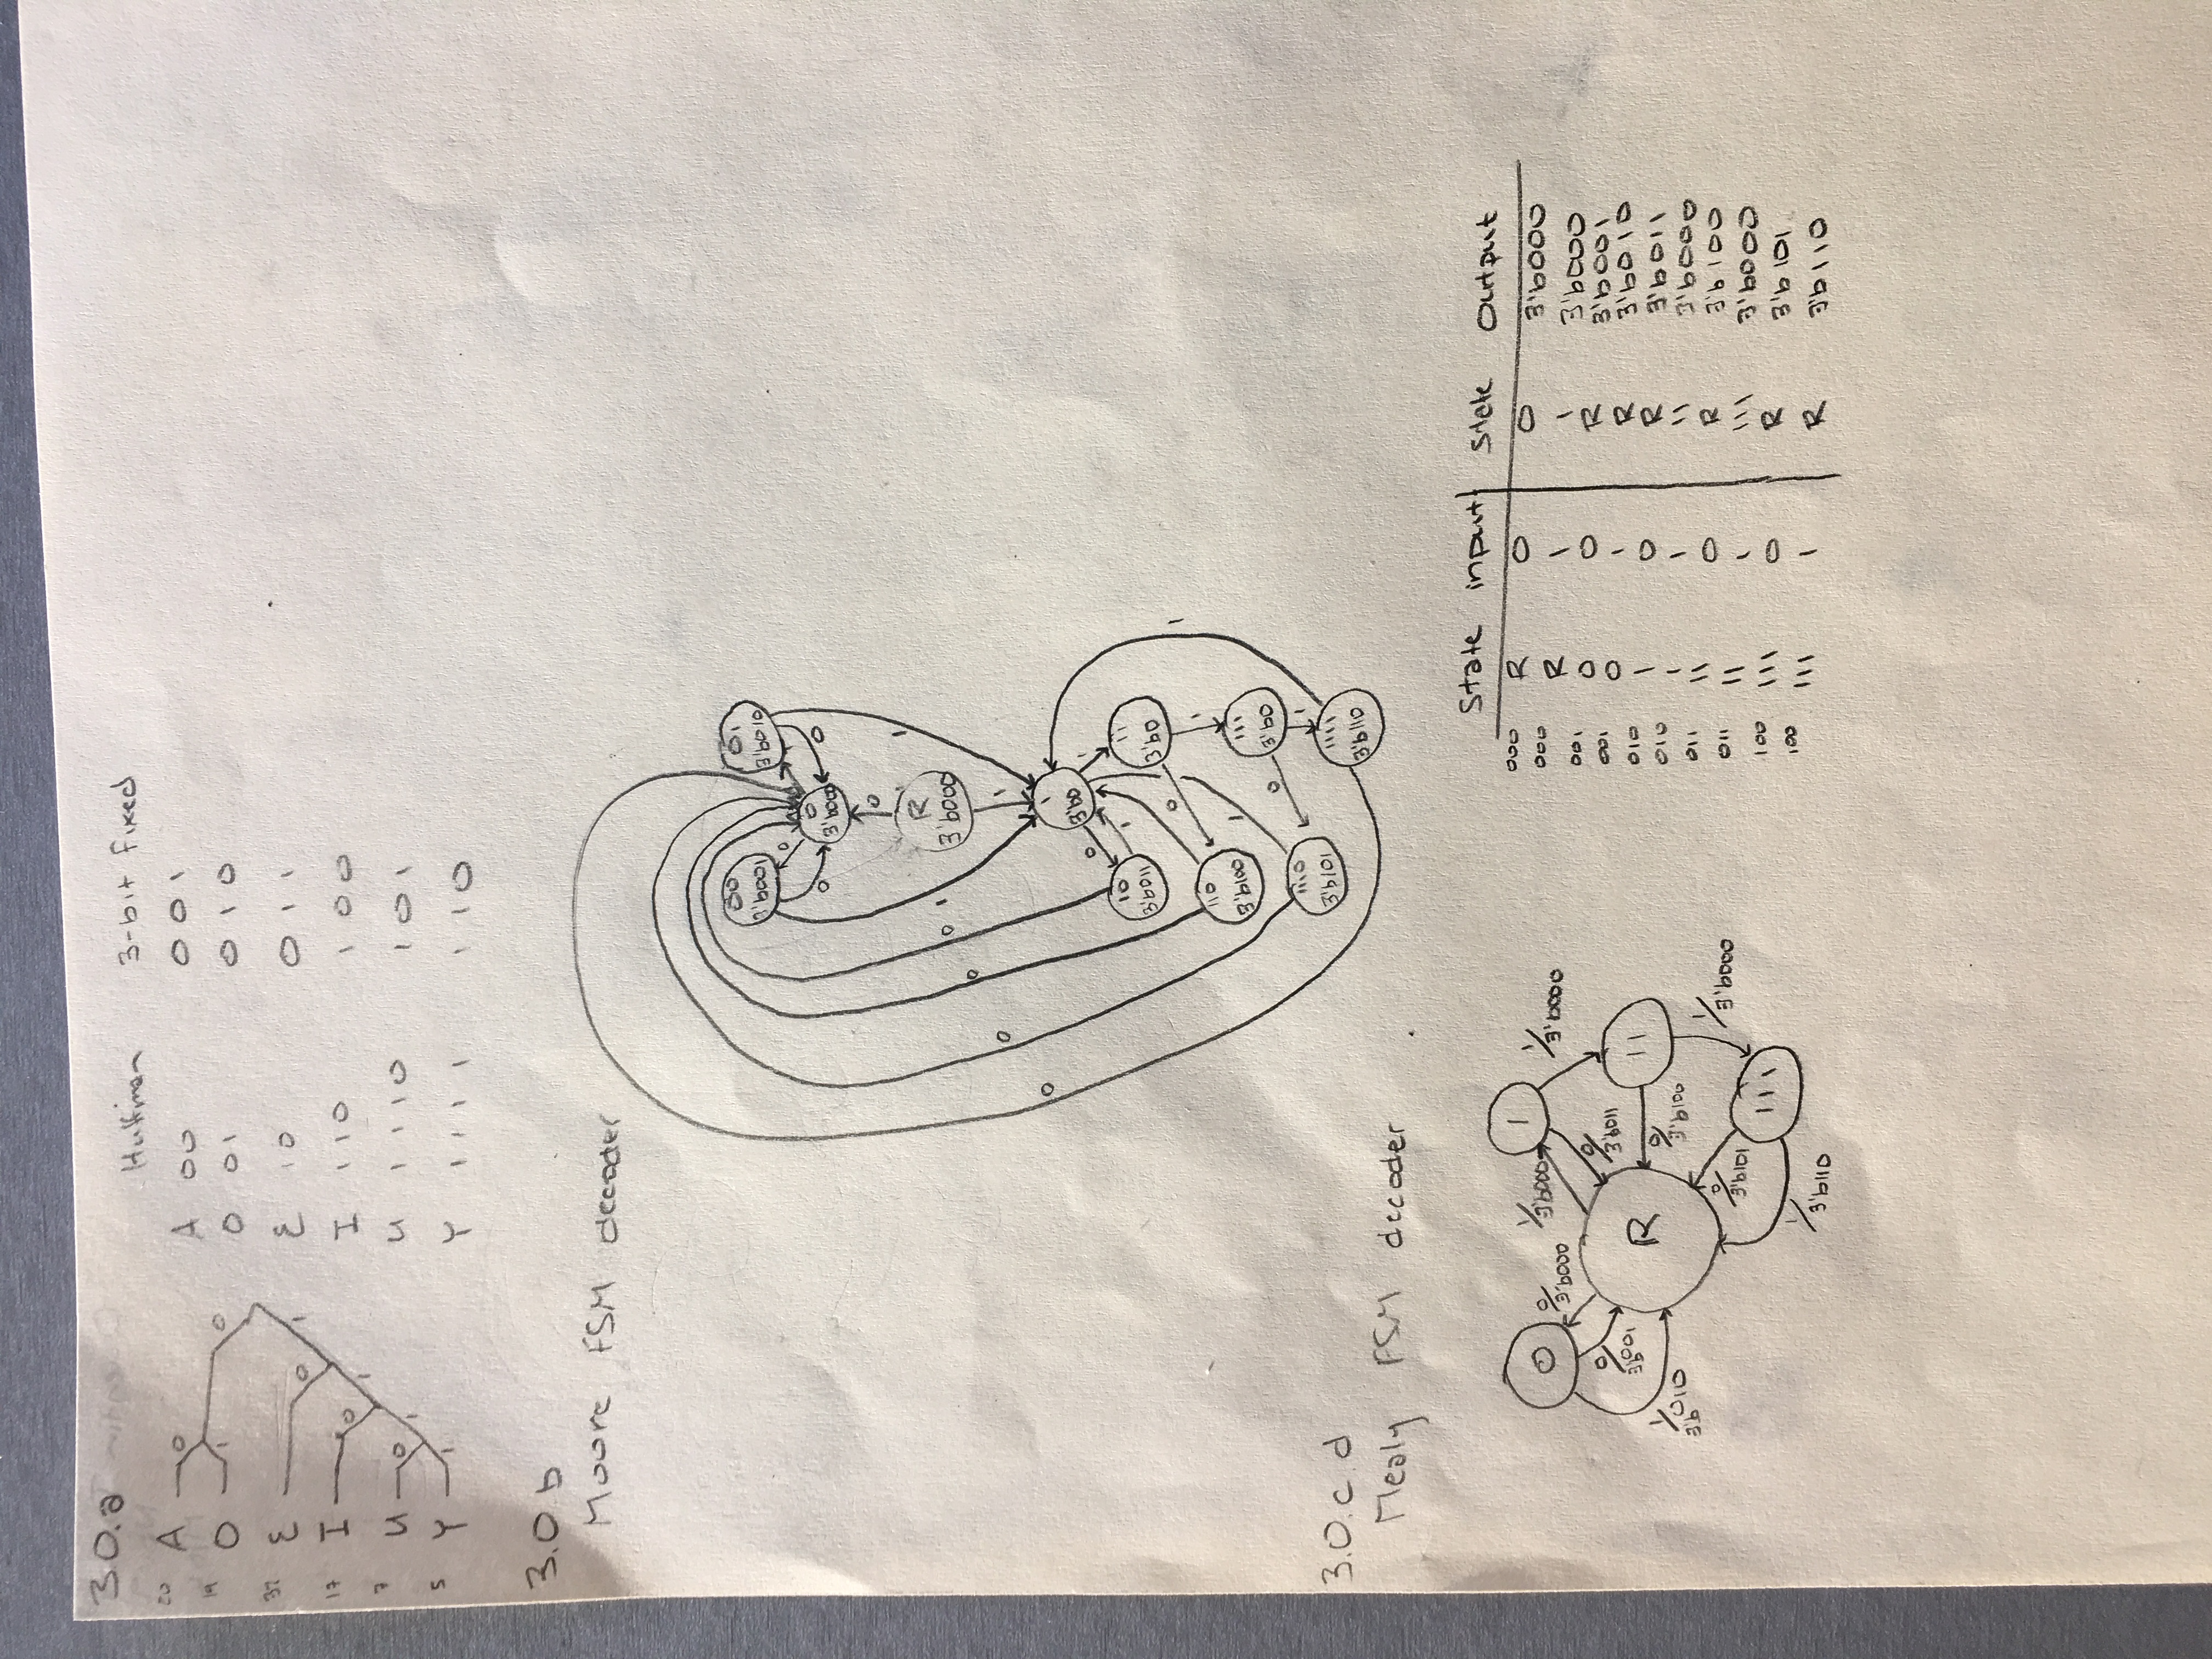 3.0.a
Huffman 3-bit Fixed
20 A 0 A 00 001
19 O 1 0 O 01 010
32 E 0 1 E 10 011
17 I 0 1 I 110 100
7 U 0 1 U 1110 101
5 Y 1 Y 1111 110
3.0 b
Moore FSM decoder
00 01
3'b001 3'b010
0
0 0 0
3'b000
0
R 1
3'b000
0 1
0
0 1
0
1
3'b0
0 1
10 11
3'b011 1 3'b0
0 1
110 1
3'b100 1 111
0 3'b0
1110 1
3'b101 1111
3'b110
3.0.c d
Mealy FSM decoder
State input State Output
000 R 0 0 3'b000
000 R 1 1 3'b000
001 0 0 R 3'b001
001 0 1 R 3'b010
010 1 0 R 3'b011
010 1 1 11 3'b000
011 11 0 R 3'b100
011 11 1 111 3'b000
100 111 0 R 3'b101
100 111 1 R 3'b110
0 0/3'b000 1/3'b000 1 1/3'b000
0/3'b001 0/3'b011
R 11
1/3'b010 0/3'b100
0/3'b101 1/3'b000
111
1/3'b110